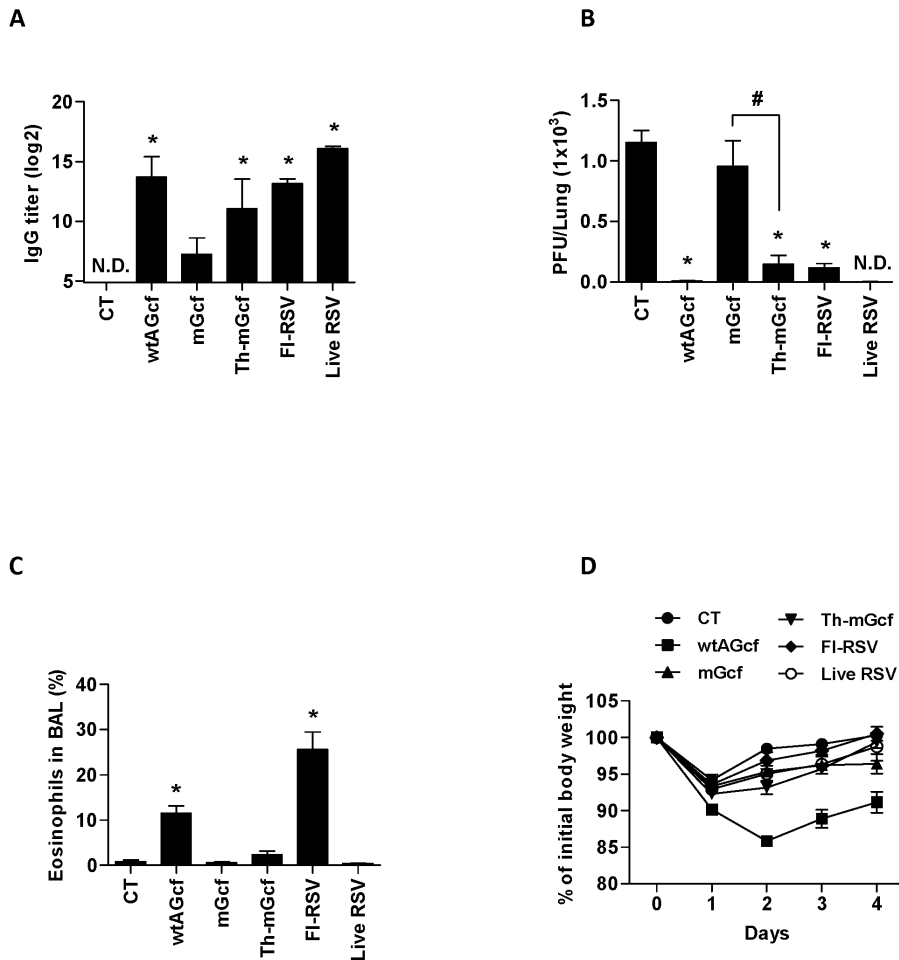 A
IgG titer (log2)
20
15
10
5
N.D.
*
*
*
*
CT
wtAGcf
mGcf
Th-mGcf
FI-RSV
Live RSV
B
PFU/Lung (1x10³)
1.5
1.0
0.5
0.0
#
*
*
*
N.D.
CT
wtAGcf
mGcf
Th-mGcf
FI-RSV
Live RSV
C
Eosinophils in BAL (%)
40
30
20
10
0
*
*
CT
wtAGcf
mGcf
Th-mGcf
FI-RSV
Live RSV
D
CT
wtAGcf
mGcf
Th-mGcf
FI-RSV
Live RSV
% of initial body weight
105
100
95
90
85
80
0 1 2 3 4
Days